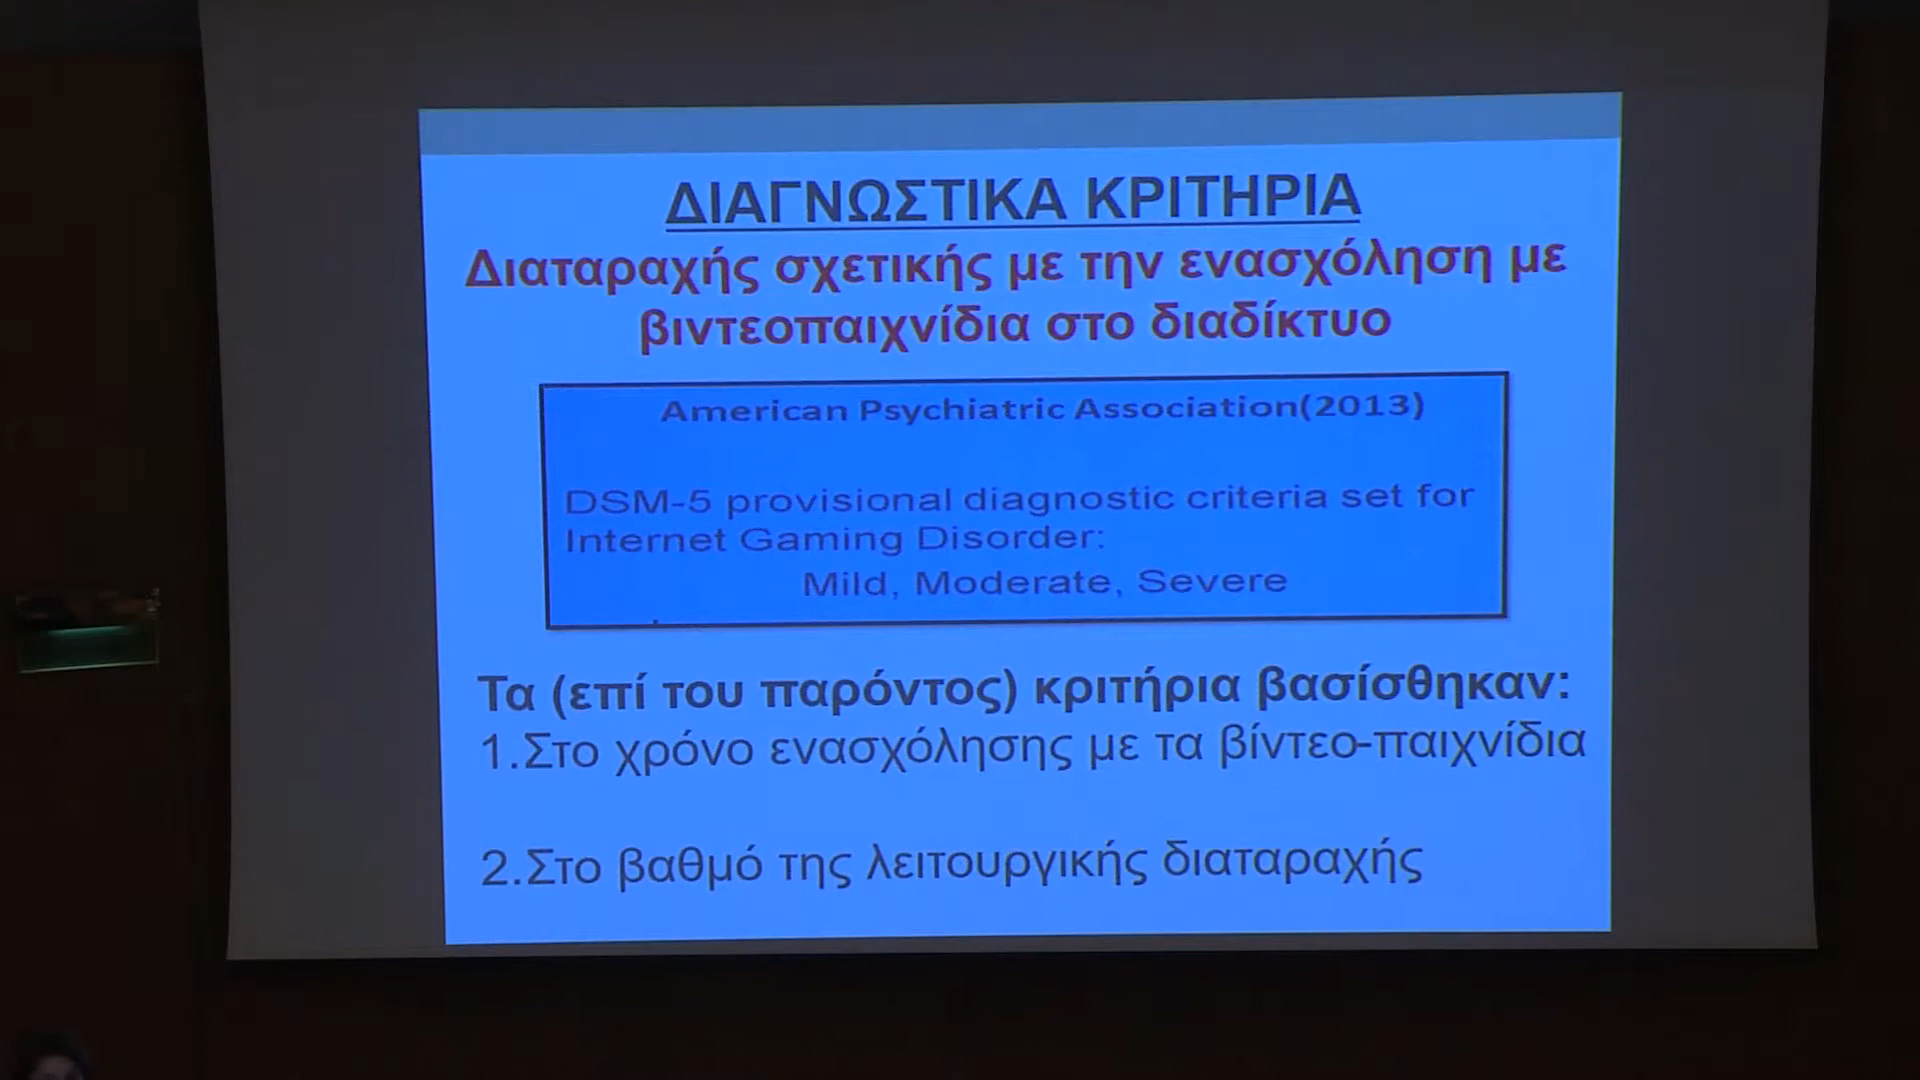 ΔΙΑΓΝΩΣΤΙΚΑ ΚΡΙΤΗΡΙΑ
Διαταραχής σχετικής με την ενασχόληση με
βιντεοπαιχνίδια στο διαδίκτυο
American Psychiatric Association(2013)
DSM-5 provisional diagnostic criteria set for
Internet Gaming Disorder:
Mild, Moderate, Severe
Τα (επί του παρόντος) κριτήρια βασίσθηκαν:
1.Στο χρόνο ενασχόλησης με τα βίντεο-παιχνίδια
2.Στο βαθμό της λειτουργικής διαταραχής